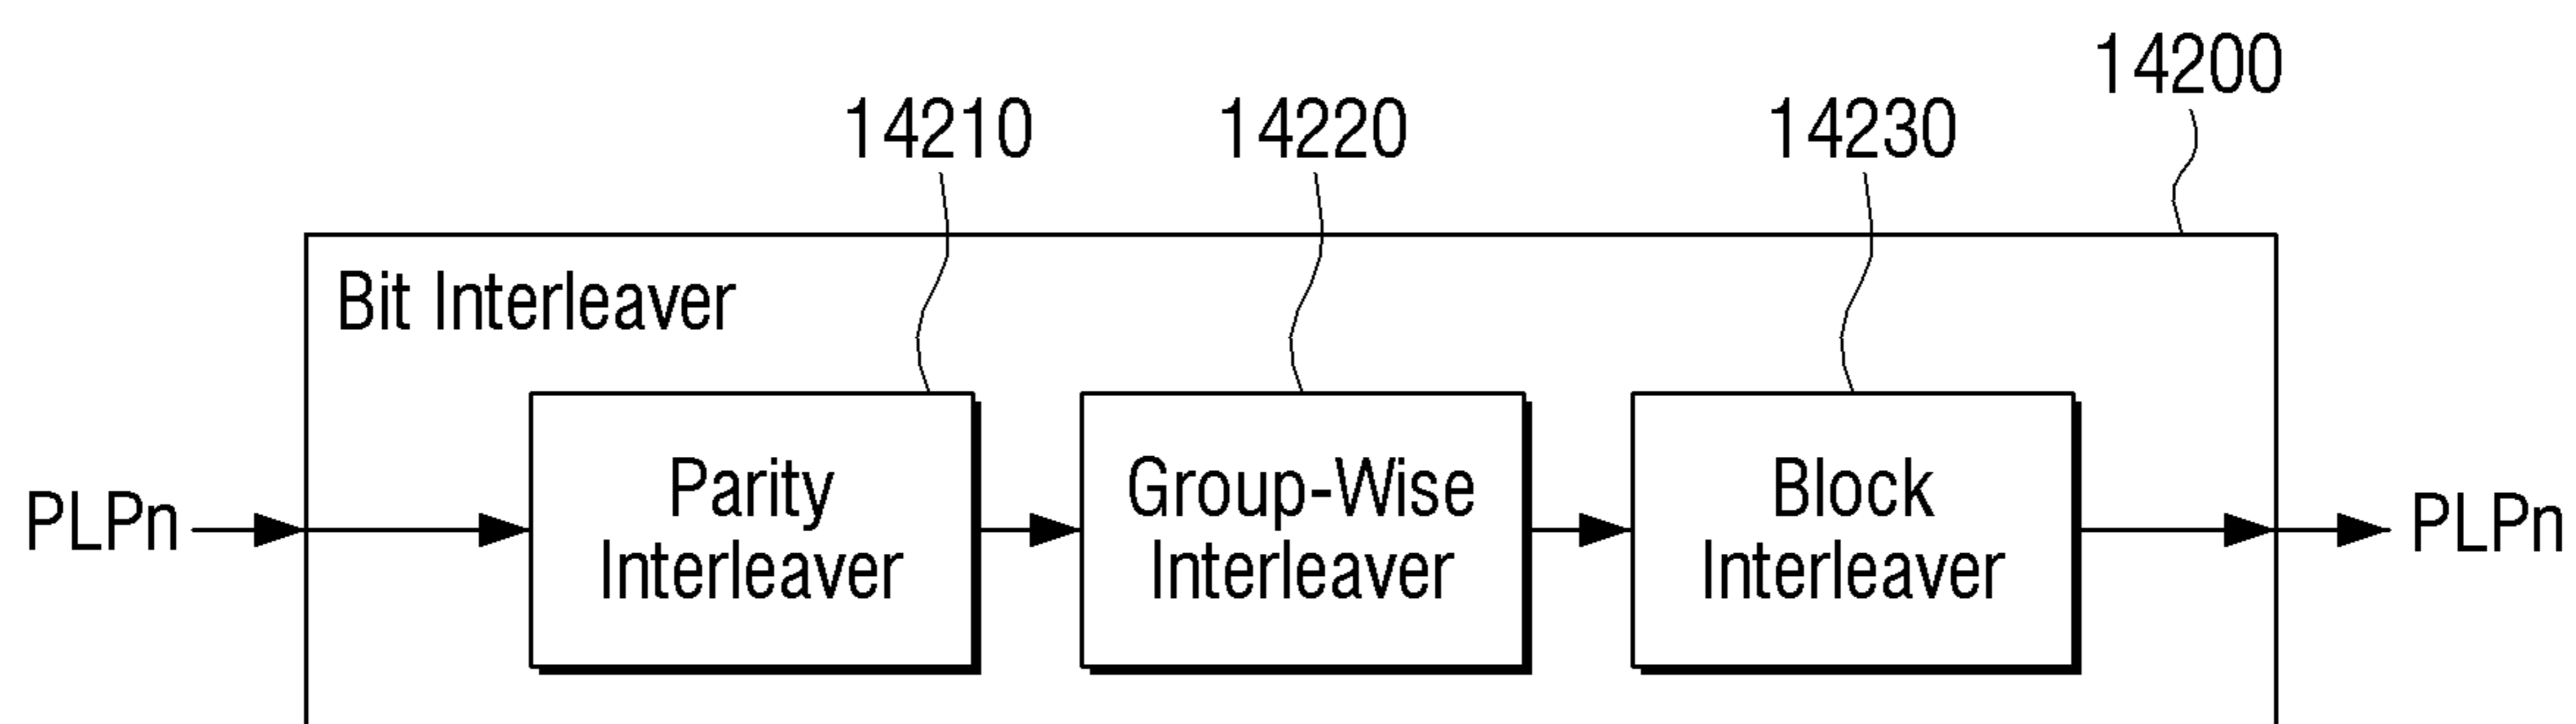 14200
14210 14220 14230
Bit Interleaver
PLPn
Parity
Interleaver
Group-Wise
Interleaver
Block
Interleaver
PLPn